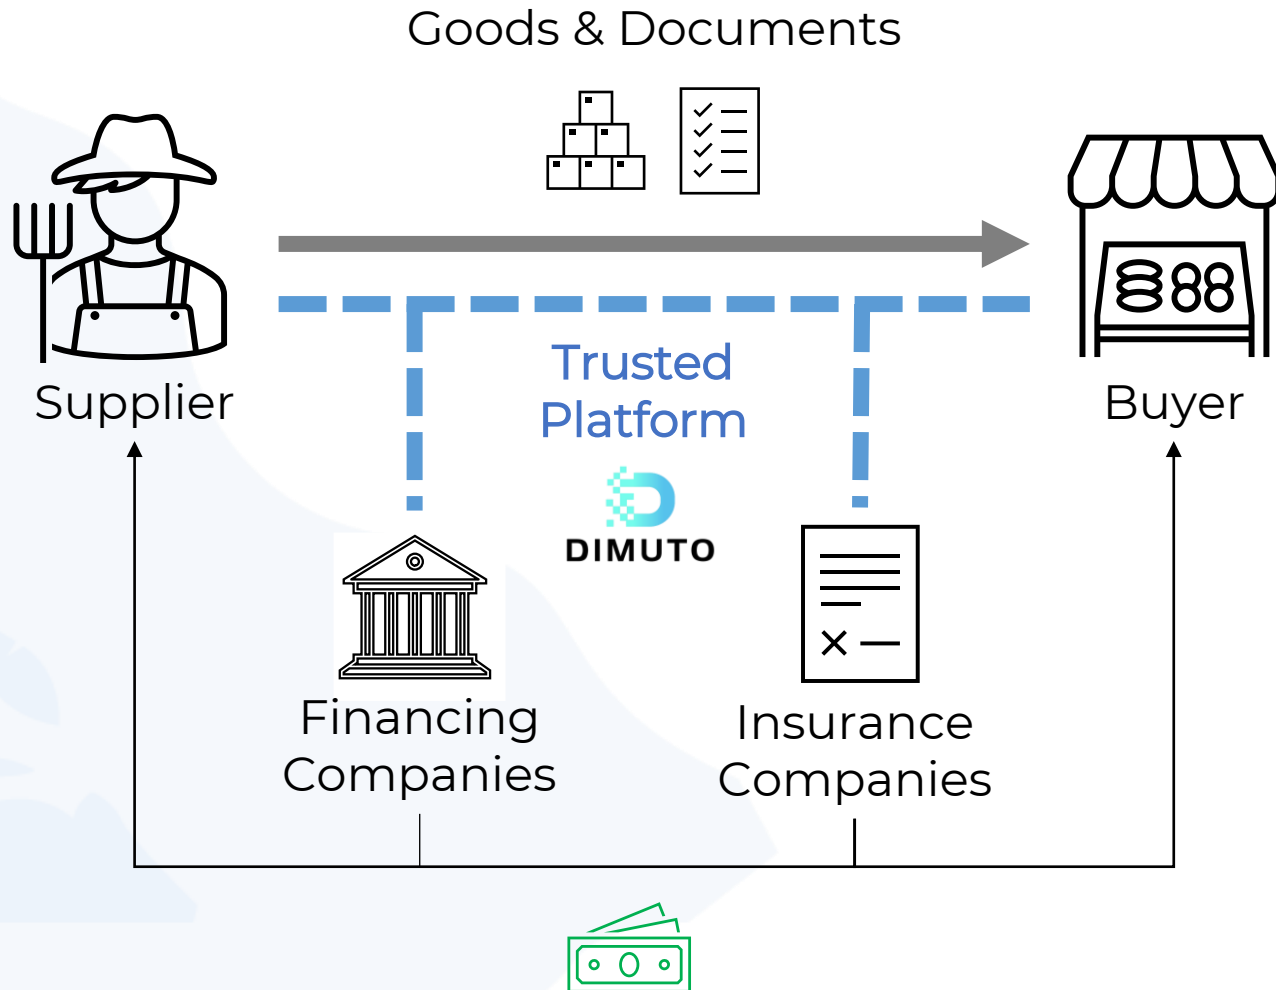 Goods & Documents
Supplier
Trusted
Platform
Buyer
DIMUTO
Financing
Companies
Insurance
Companies